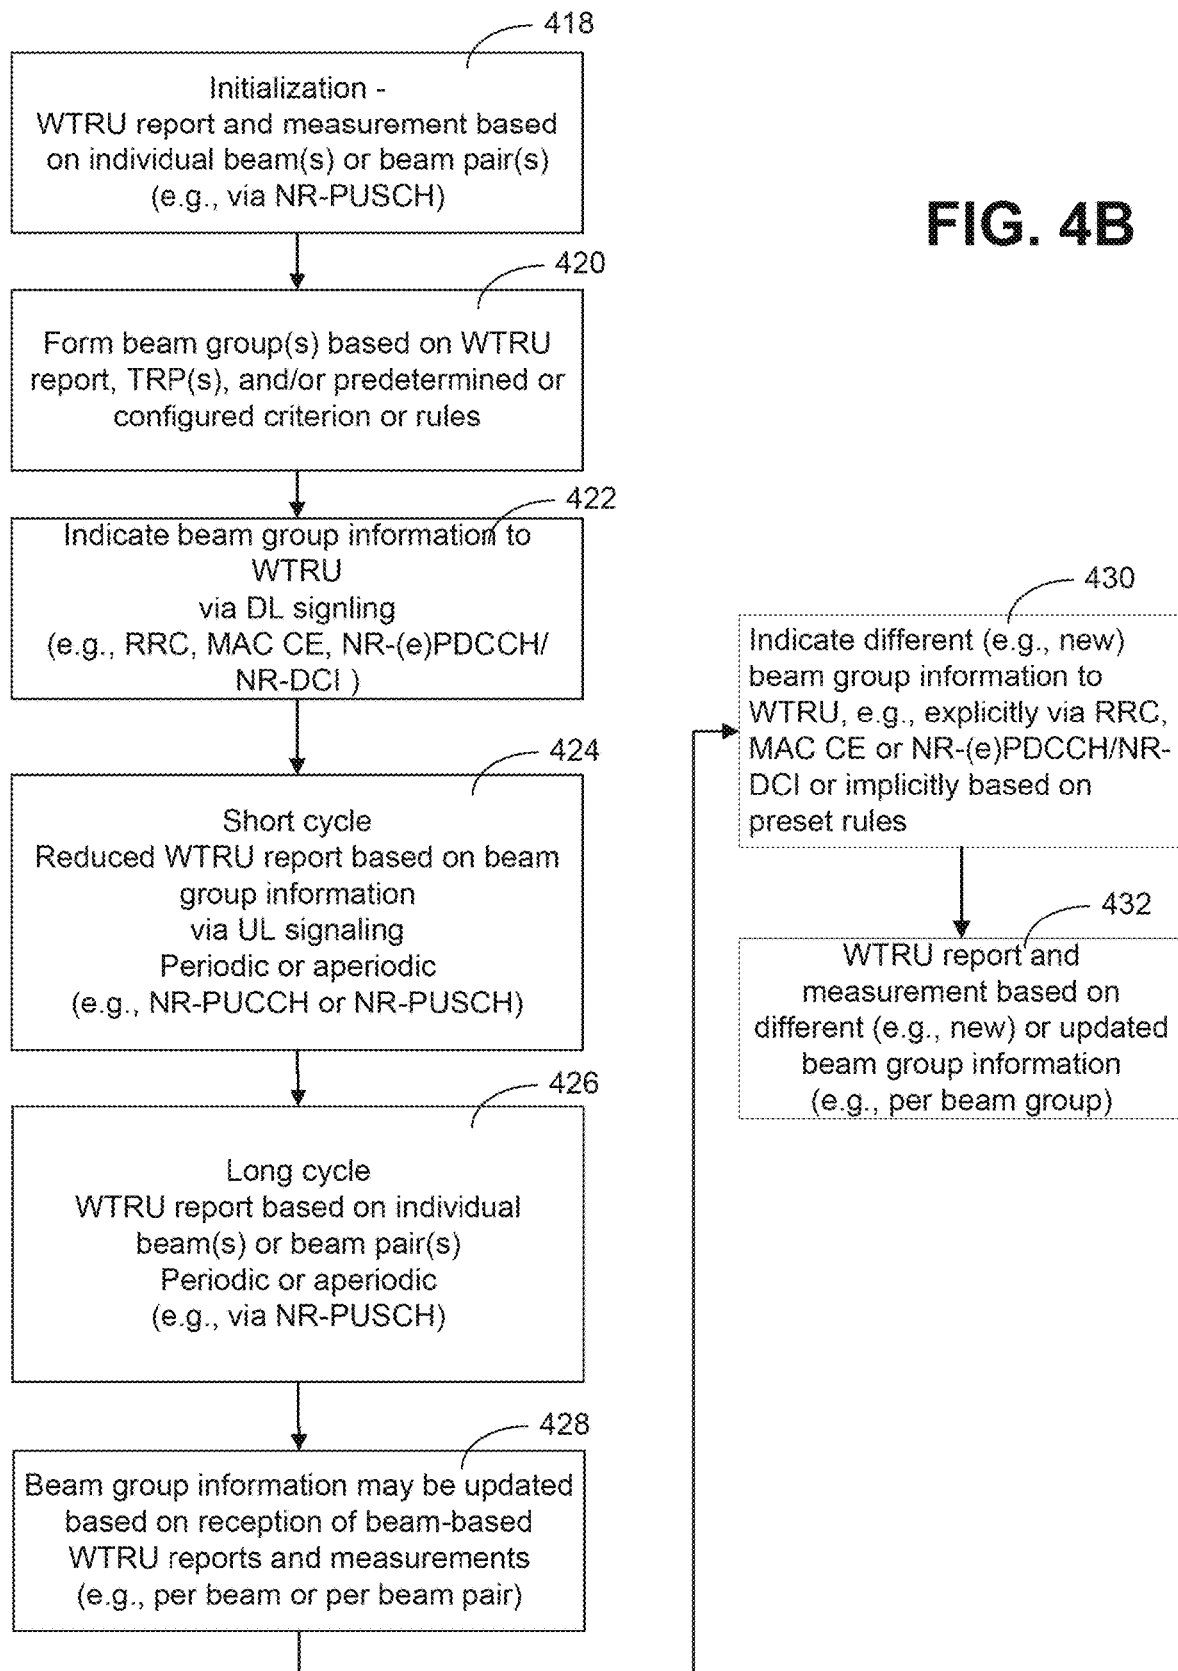 418
Initialization -
WTRU report and measurement based
on individual beam(s) or beam pair(s)
(e.g., via NR-PUSCH)
FIG. 4B
420
Form beam group(s) based on WTRU
report, TRP(s), and/or predetermined or
configured criterion or rules
422
Indicate beam group information to
WTRU
via DL signling
(e.g., RRC, MAC CE, NR-(e)PDCCH/
NR-DCI )
424
Short cycle
Reduced WTRU report based on beam
group information
via UL signaling
Periodic or aperiodic
(e.g., NR-PUCCH or NR-PUSCH)
426
Long cycle
WTRU report based on individual
beam(s) or beam pair(s)
Periodic or aperiodic
(e.g., via NR-PUSCH)
428
Beam group information may be updated
based on reception of beam-based
WTRU reports and measurements
(e.g., per beam or per beam pair)
430
Indicate different (e.g., new)
beam group information to
WTRU, e.g., explicitly via RRC,
MAC CE or NR-(e)PDCCH/NR-
DCI or implicitly based on
preset rules
432
WTRU report and
measurement based on
different (e.g., new) or updated
beam group information
(e.g., per beam group)